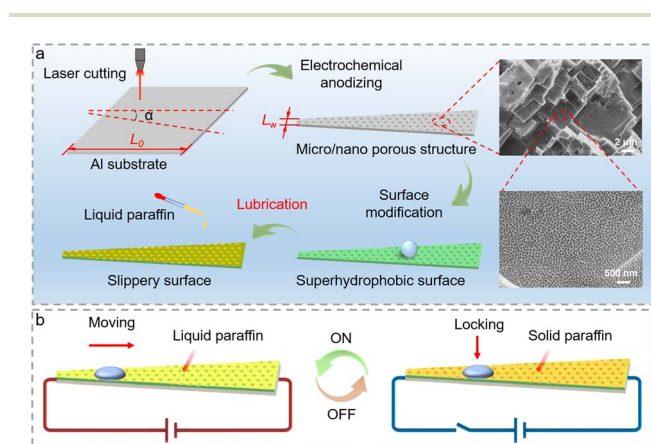 a
Laser cutting
Electrochemical
anodizing
α
L0
Al substrate
Lw
Micro/nano porous structure
2 μm
Liquid paraffin
Lubrication
Surface
modification
Slippery surface
Superhydrophobic surface
500 nm
b
Moving
Liquid paraffin
ON
OFF
Locking
Solid paraffin